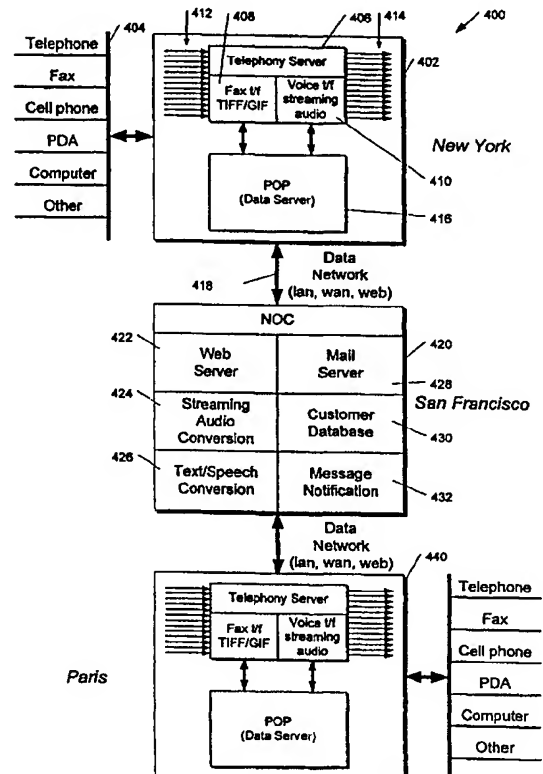 404
412
408
406
414
400
Telephone
Fax
Cell phone
PDA
Computer
Other
Telephony Server
Fax t/f
TIFF/GIF
Voice t/f
streaming
audio
402
New York
410
POP
(Data Server)
416
418
Data
Network
(lan, wan, web)
NOC
422
Web
Server
Mail
Server
420
428
San Francisco
424
Streaming
Audio
Conversion
Customer
Database
430
426
Text/Speech
Conversion
Message
Notification
432
Data
Network
(lan, wan, web)
440
Telephony Server
Fax t/f
TIFF/GIF
Voice t/f
streaming
audio
Paris
POP
(Data Server)
Telephone
Fax
Cell phone
PDA
Computer
Other